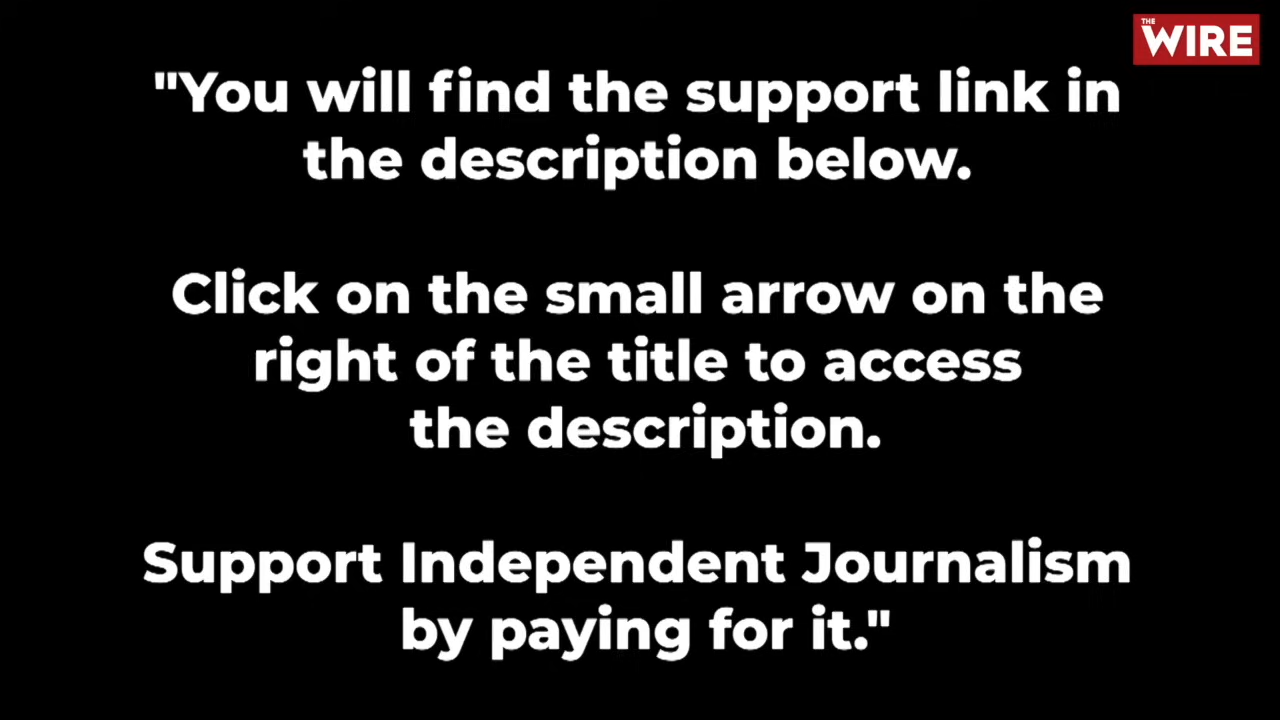 THE
WIRE
"You will find the support link in
the description below.
Click on the small arrow on the
right of the title to access
the description.
Support Independent Journalism
by paying for it."